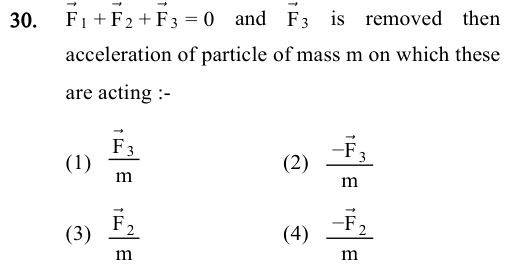 30. F⃗₁ + F⃗₂ + F⃗₃ = 0 and F⃗₃ is removed then
acceleration of particle of mass m on which these
are acting :-
(1) F⃗₃/m (2) −F⃗₃/m
(3) F⃗₂/m (4) −F⃗₂/m